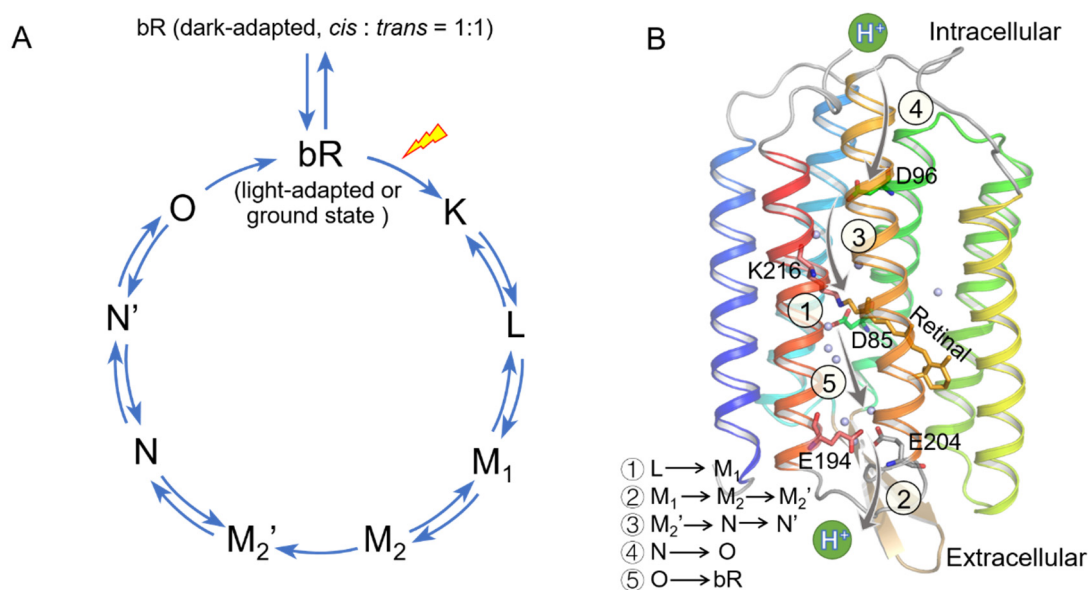 A
bR (dark-adapted, cis : trans = 1:1)
bR
(light-adapted or
ground state )
K
L
M₁
M₂
M₂’
N
N’
O
B
H⁺
Intracellular
④
D96
③
K216
①
D85
Retinal
⑤
E204
E194
②
① L → M₁
② M₁ → M₂ → M₂’
③ M₂’ → N → N’
④ N → O
⑤ O → bR
H⁺
Extracellular